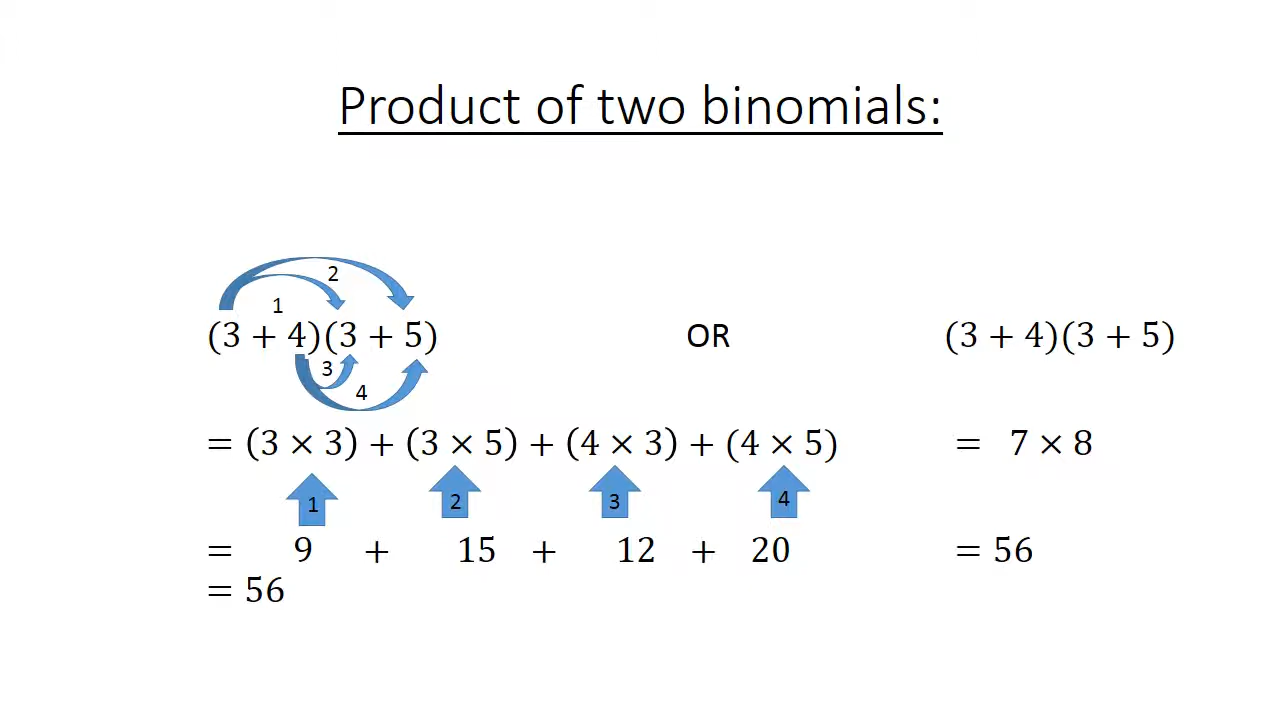 Product of two binomials:
2
1
(3 + 4)(3 + 5) OR (3 + 4)(3 + 5)
3
4
= (3 × 3) + (3 × 5) + (4 × 3) + (4 × 5) = 7 × 8
1 2 3 4
= 9 + 15 + 12 + 20 = 56
= 56